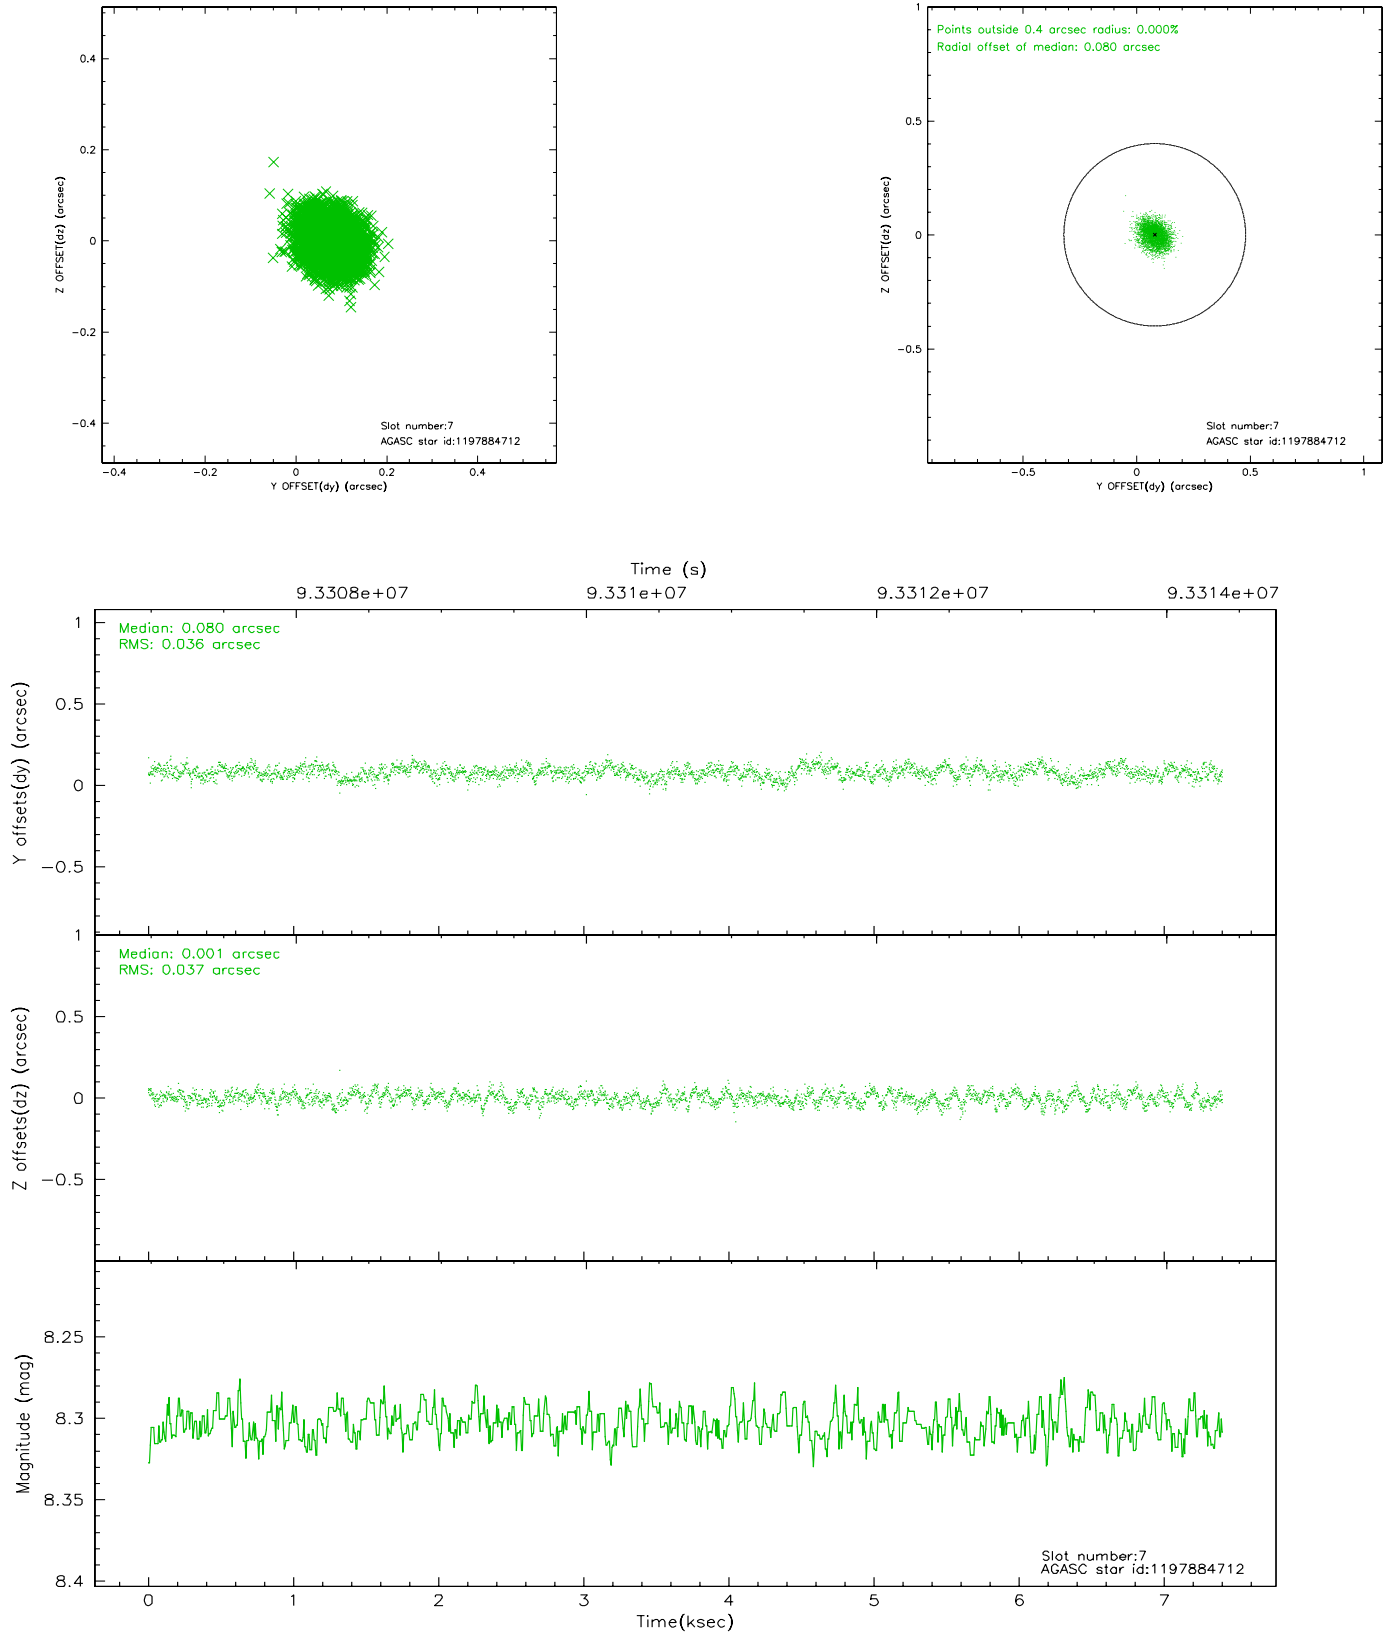 0.4
0.2
0
−0.2
−0.4
Z OFFSET(dz) (arcsec)
Slot number:7
AGASC star id:1197884712
−0.4 −0.2 0 0.2 0.4
Y OFFSET(dy) (arcsec)
Points outside 0.4 arcsec radius: 0.000%
Radial offset of median: 0.080 arcsec
1
0.5
0
−0.5
Z OFFSET(dz) (arcsec)
Slot number:7
AGASC star id:1197884712
−0.5 0 0.5 1
Y OFFSET(dy) (arcsec)
Time (s)
9.3308e+07 9.331e+07 9.3312e+07 9.3314e+07
Median: 0.080 arcsec
RMS: 0.036 arcsec
1
0.5
0
−0.5
Y offsets(dy) (arcsec)
Median: 0.001 arcsec
RMS: 0.037 arcsec
1
0.5
0
−0.5
Z offsets(dz) (arcsec)
8.25
8.3
8.35
8.4
Magnitude (mag)
Slot number:7
AGASC star id:1197884712
0 1 2 3 4 5 6 7
Time(ksec)